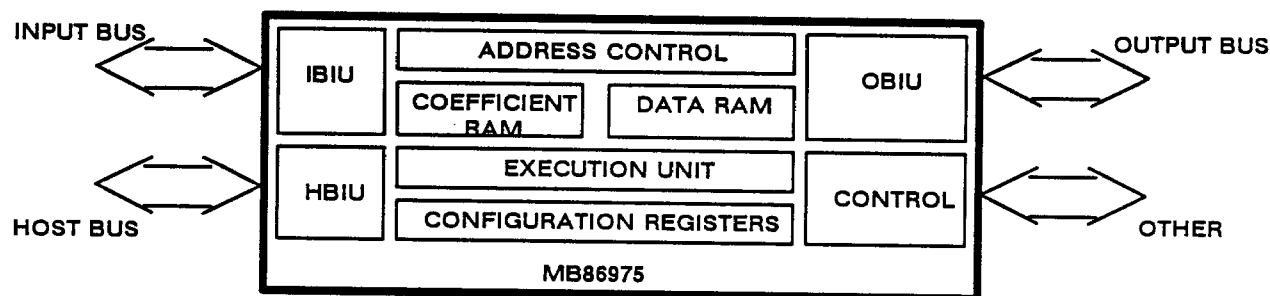 INPUT BUS
IBIU
ADDRESS CONTROL
OBIU
OUTPUT BUS
COEFFICIENT
RAM
DATA RAM
HOST BUS
HBIU
EXECUTION UNIT
CONFIGURATION REGISTERS
CONTROL
OTHER
MB86975